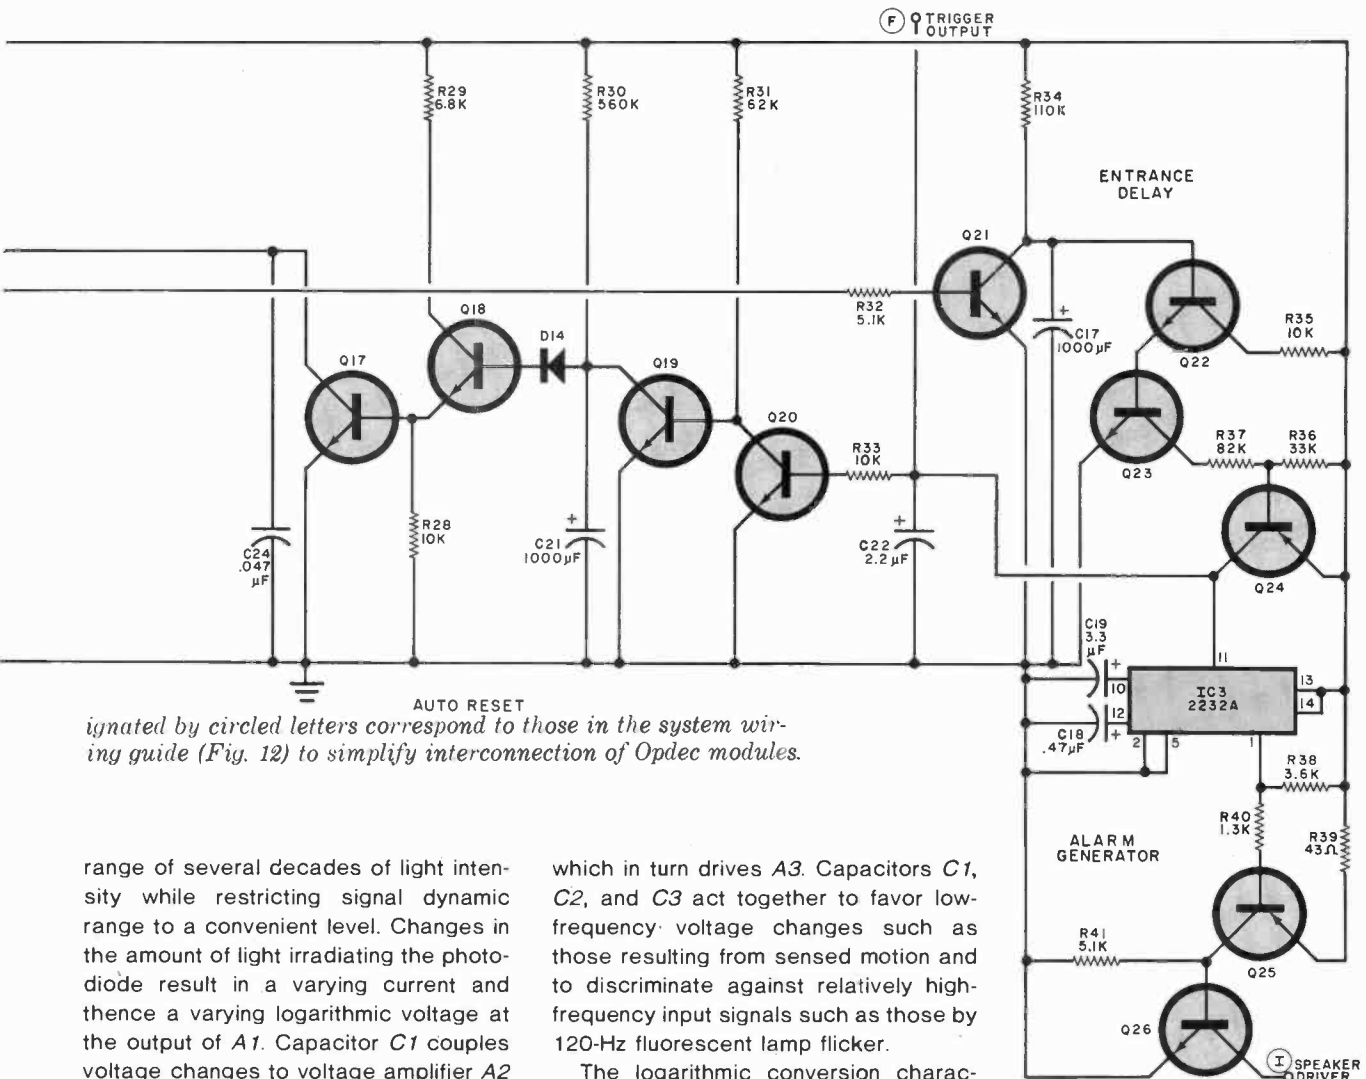 F TRIGGER
OUTPUT
R29
6.8K
R30
560K
R31
62K
R34
110K
ENTRANCE
DELAY
Q21
R32
5.1K
C17
1000µF
Q22
R35
10K
Q18
D14
Q17
Q19
Q20
R33
10K
Q23
R37
82K
R36
33K
Q24
C24
.047
µF
R28
10K
C21
1000µF
C22
2.2µF
+
+
+
C19
3.3
µF
+
10
11
IC3
2232A
13
14
12
+
C18
.47µF
2
5
1
R38
3.6K
R40
1.3K
R39
43Ω
ALARM
GENERATOR
R41
5.1K
Q25
Q26
I SPEAKER
DRIVER
AUTO RESET
ignated by circled letters correspond to those in the system wir-
ing guide (Fig. 12) to simplify interconnection of Opdec modules.
range of several decades of light inten-
sity while restricting signal dynamic
range to a convenient level. Changes in
the amount of light irradiating the photo-
diode result in a varying current and
thence a varying logarithmic voltage at
the output of A1. Capacitor C1 couples
voltage changes to voltage amplifier A2
which in turn drives A3. Capacitors C1,
C2, and C3 act together to favor low-
frequency voltage changes such as
those resulting from sensed motion and
to discriminate against relatively high-
frequency input signals such as those by
120-Hz fluorescent lamp flicker.
The logarithmic conversion charac-